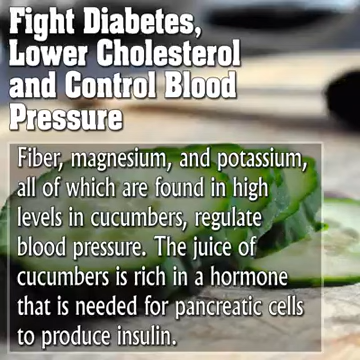 Fight Diabetes,
Lower Cholesterol
and Control Blood
Pressure
Fiber, magnesium, and potassium,
all of which are found in high
levels in cucumbers, regulate
blood pressure. The juice of
cucumbers is rich in a hormone
that is needed for pancreatic cells
to produce insulin.